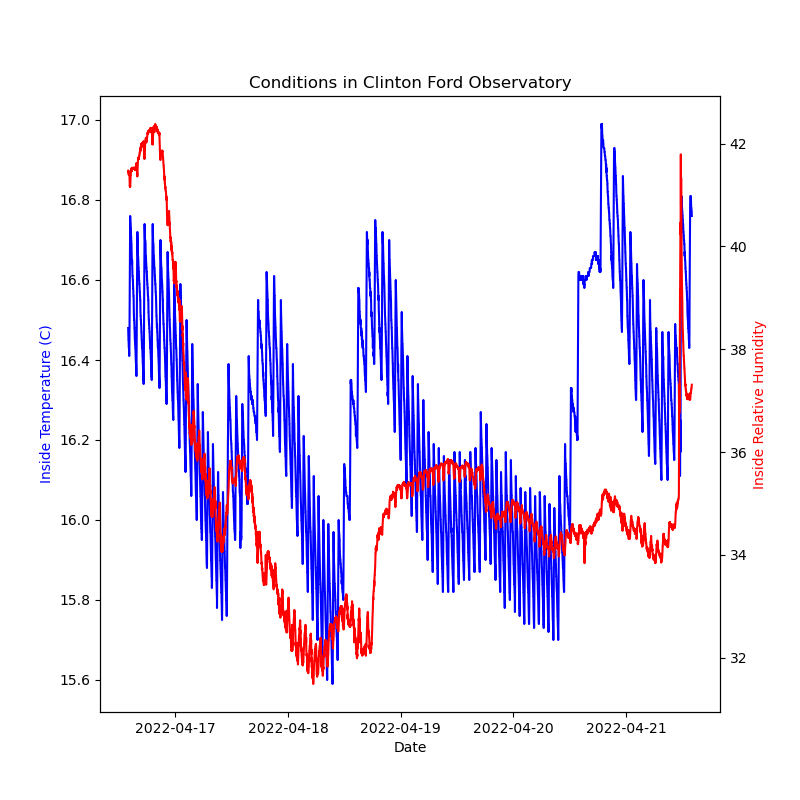 Conditions in Clinton Ford Observatory
17.0
16.8
16.6
16.4
16.2
16.0
15.8
15.6
Inside Temperature (C)
42
40
38
36
34
32
Inside Relative Humidity
2022-04-17 2022-04-18 2022-04-19 2022-04-20 2022-04-21
Date